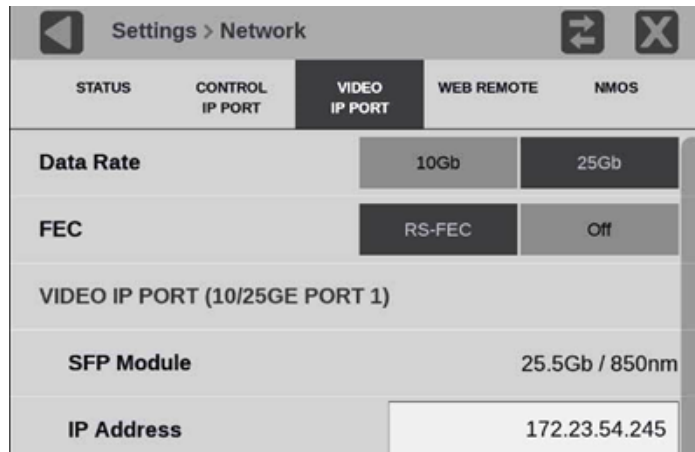 Settings > Network
STATUS CONTROL IP PORT VIDEO IP PORT WEB REMOTE NMOS
Data Rate 10Gb 25Gb
FEC RS-FEC Off
VIDEO IP PORT (10/25GE PORT 1)
SFP Module 25.5Gb / 850nm
IP Address 172.23.54.245